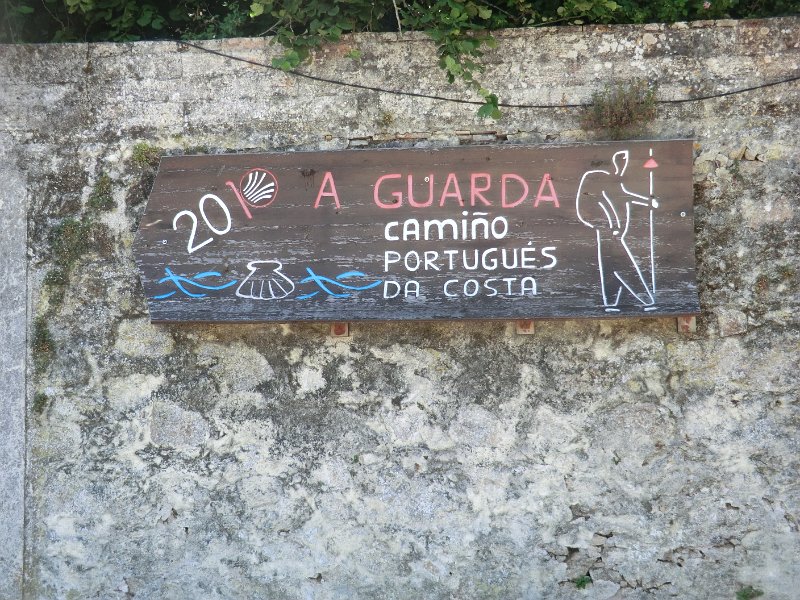 2010 A GUARDA
CAMIÑO
PORTUGUÉS
DA COSTA